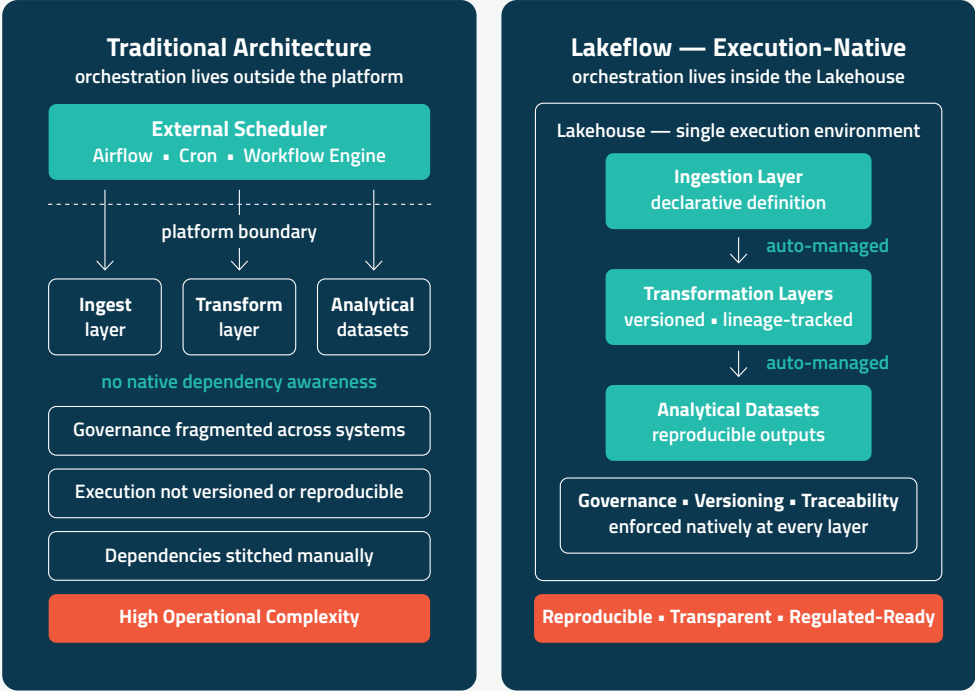 Traditional Architecture
orchestration lives outside the platform
External Scheduler
Airflow ▪ Cron ▪ Workflow Engine
platform boundary
Ingest
layer
Transform
layer
Analytical
datasets
no native dependency awareness
Governance fragmented across systems
Execution not versioned or reproducible
Dependencies stitched manually
High Operational Complexity
Lakeflow — Execution-Native
orchestration lives inside the Lakehouse
Lakehouse — single execution environment
Ingestion Layer
declarative definition
auto-managed
Transformation Layers
versioned ▪ lineage-tracked
auto-managed
Analytical Datasets
reproducible outputs
Governance ▪ Versioning ▪ Traceability
enforced natively at every layer
Reproducible ▪ Transparent ▪ Regulated-Ready